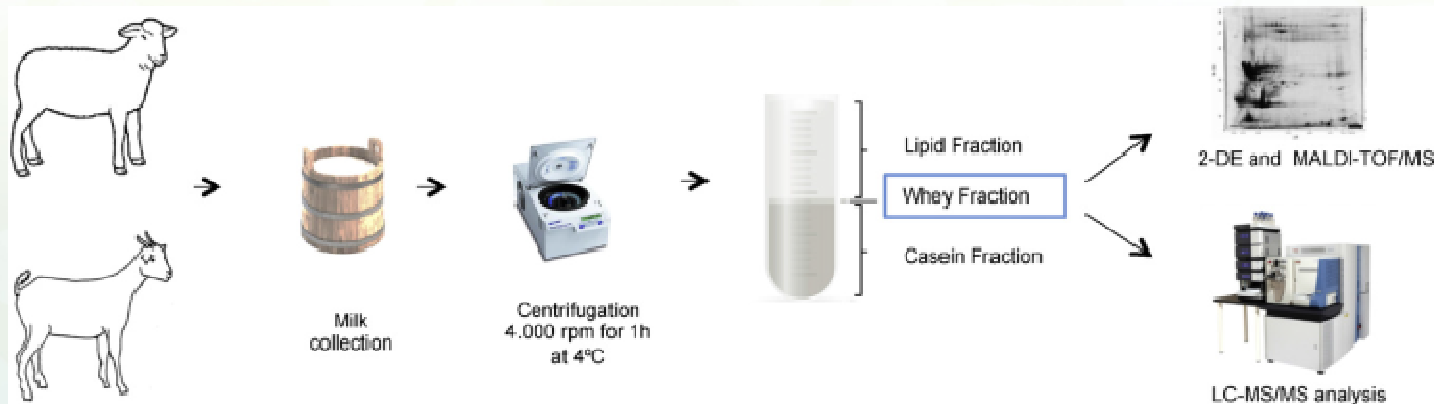 Milk
collection
Centrifugation
4.000 rpm for 1h
at 4ºC
Lipid Fraction
Whey Fraction
Casein Fraction
2-DE and MALDI-TOF/MS
LC-MS/MS analysis